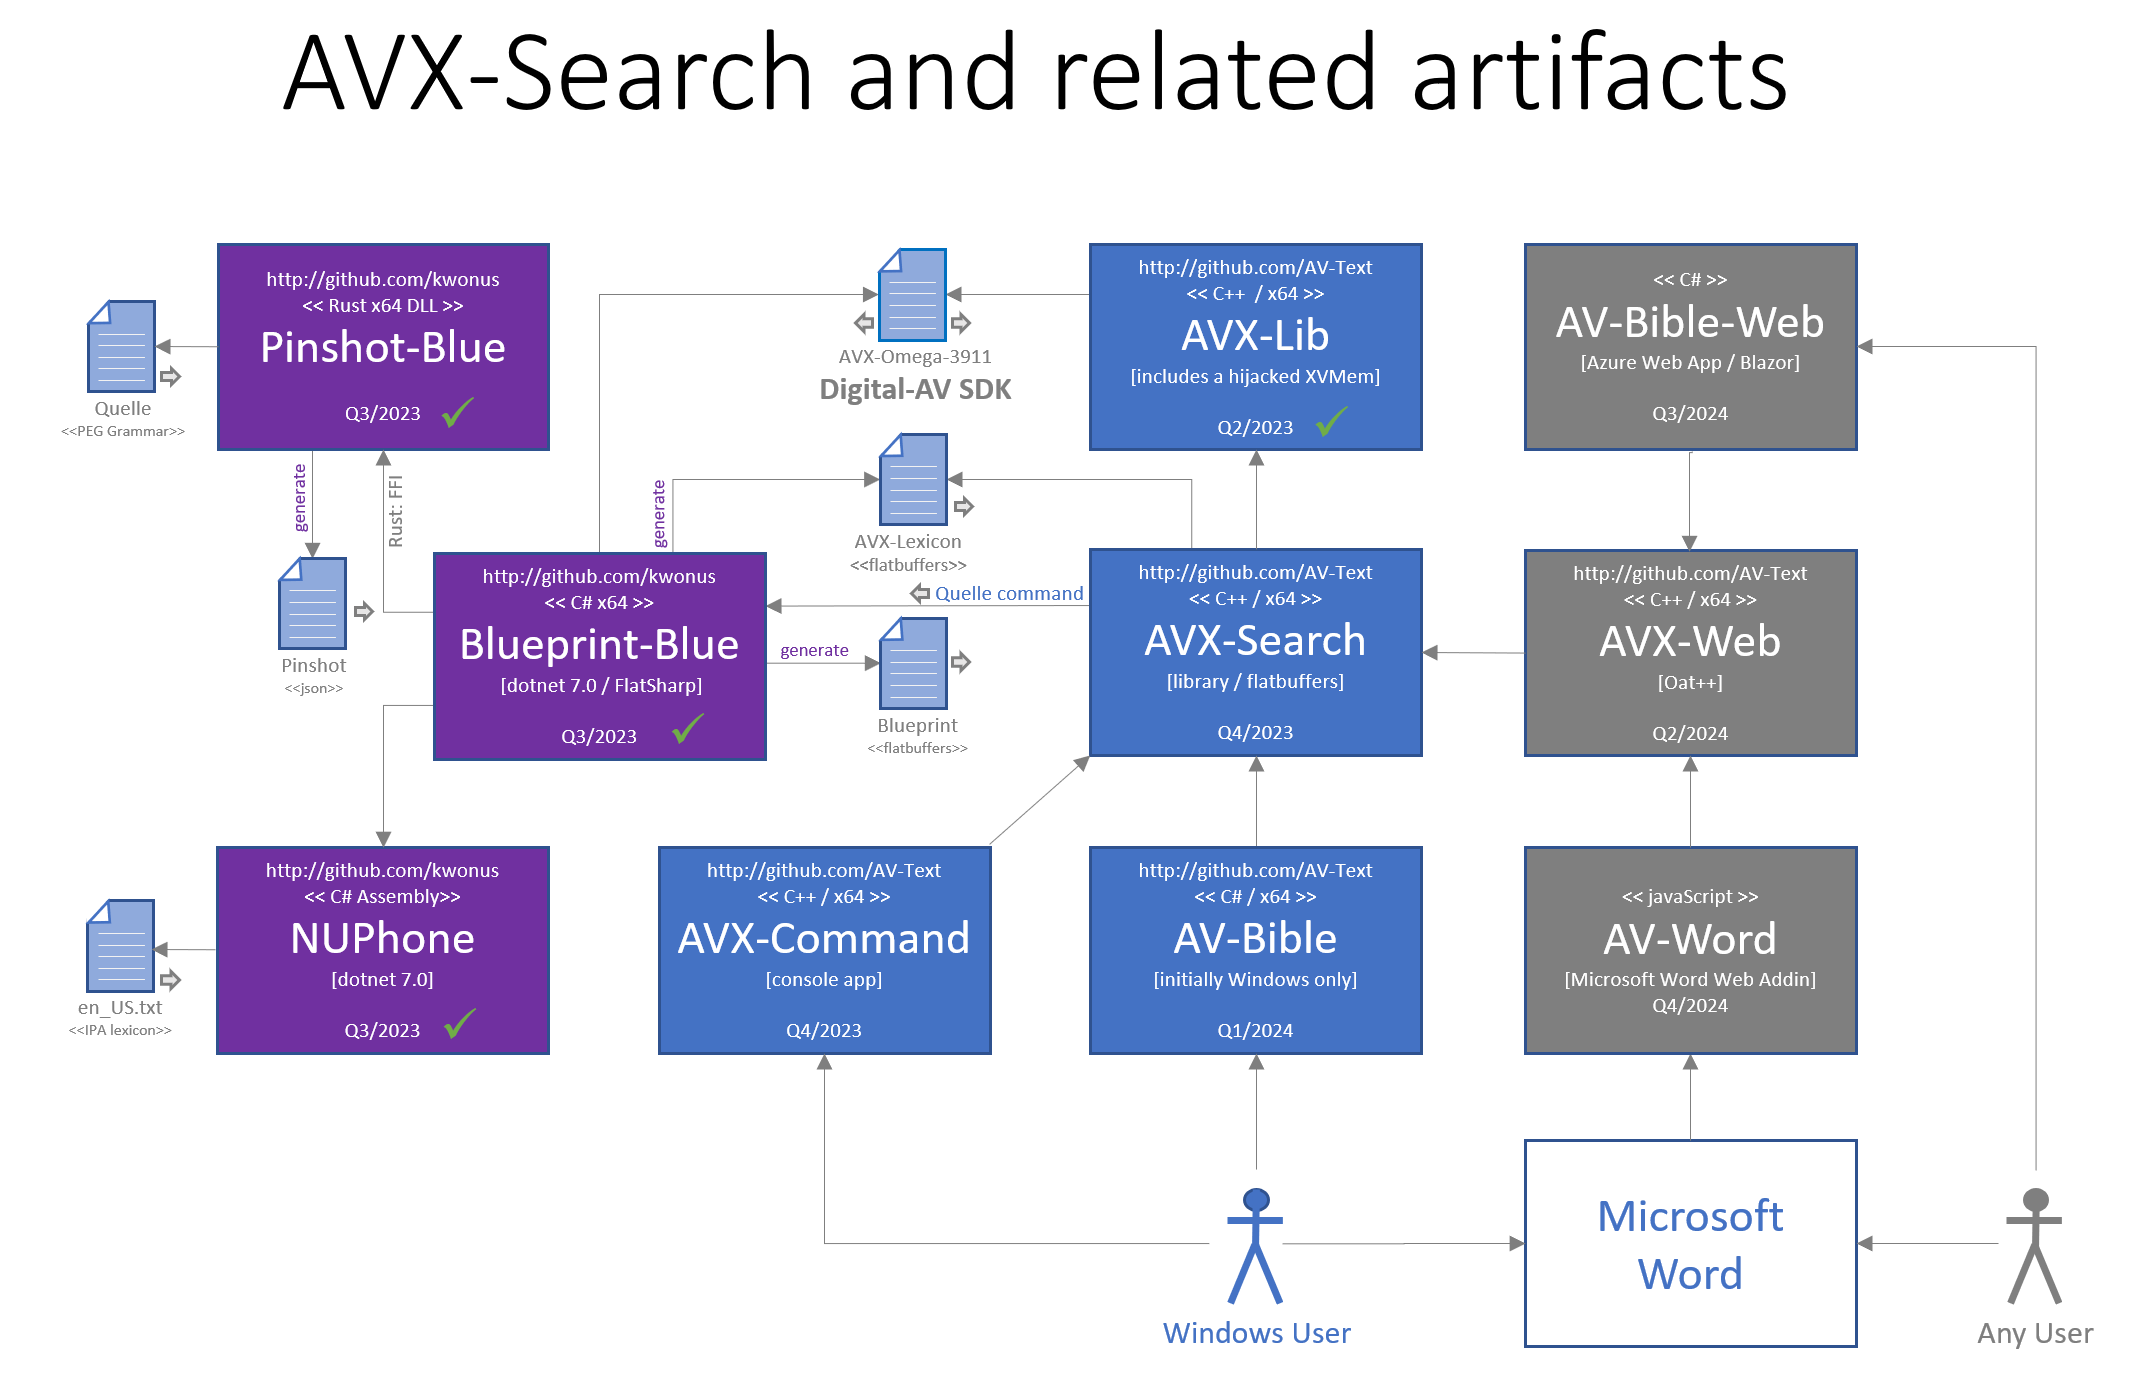 AVX-Search and related artifacts
http://github.com/kwonus
<< Rust x64 DLL >>
Pinshot-Blue
Q3/2023
Quelle
<<PEG Grammar>>
AVX-Omega-3911
Digital-AV SDK
http://github.com/AV-Text
<< C++  / x64 >>
AVX-Lib
[includes a hijacked XVMem]
Q2/2023
<< C# >>
AV-Bible-Web
[Azure Web App / Blazor]
Q3/2024
generate
Rust: FFI
generate
AVX-Lexicon
<<flatbuffers>>
Quelle command
Pinshot
<<json>>
http://github.com/kwonus
<< C# x64 >>
Blueprint-Blue
[dotnet 7.0 / FlatSharp]
Q3/2023
generate
Blueprint
<<flatbuffers>>
http://github.com/AV-Text
<< C++ / x64 >>
AVX-Search
[library / flatbuffers]
Q4/2023
http://github.com/AV-Text
<< C++ / x64 >>
AVX-Web
[Oat++]
Q2/2024
en_US.txt
<<IPA lexicon>>
http://github.com/kwonus
<< C# Assembly>>
NUPhone
[dotnet 7.0]
Q3/2023
http://github.com/AV-Text
<< C++ / x64 >>
AVX-Command
[console app]
Q4/2023
http://github.com/AV-Text
<< C# / x64 >>
AV-Bible
[initially Windows only]
Q1/2024
<< javaScript >>
AV-Word
[Microsoft Word Web Addin]
Q4/2024
Windows User
Microsoft
Word
Any User